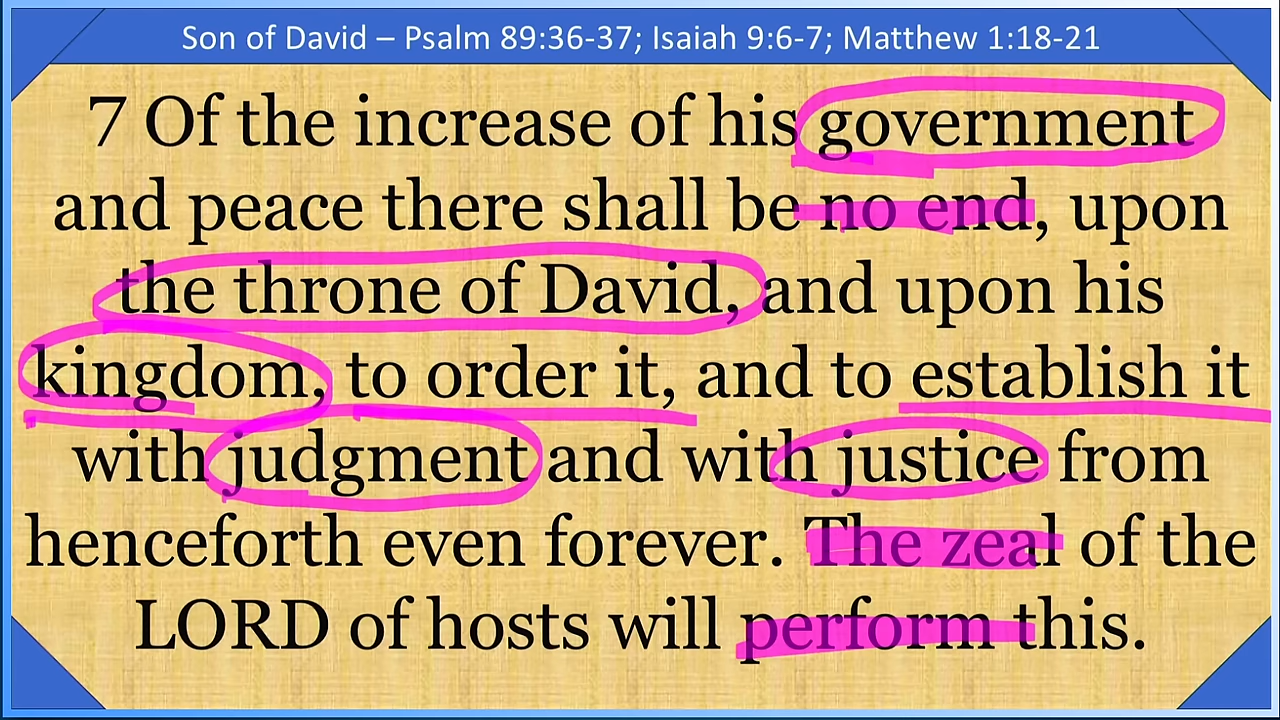 Son of David – Psalm 89:36-37; Isaiah 9:6-7; Matthew 1:18-21
7 Of the increase of his government
and peace there shall be no end, upon
the throne of David, and upon his
kingdom, to order it, and to establish it
with judgment and with justice from
henceforth even forever. The zeal of the
LORD of hosts will perform this.